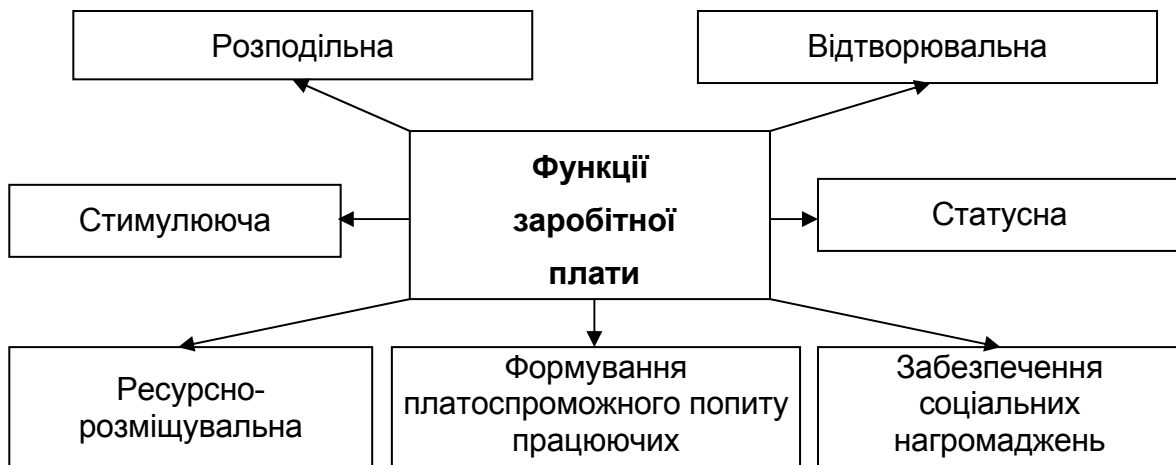 Розподільна
Відтворювальна
Функції
заробітної
плати
Стимулююча
Статусна
Ресурсно-
розміщувальна
Формування
платоспроможного попиту
працюючих
Забезпечення
соціальних
нагромаджень